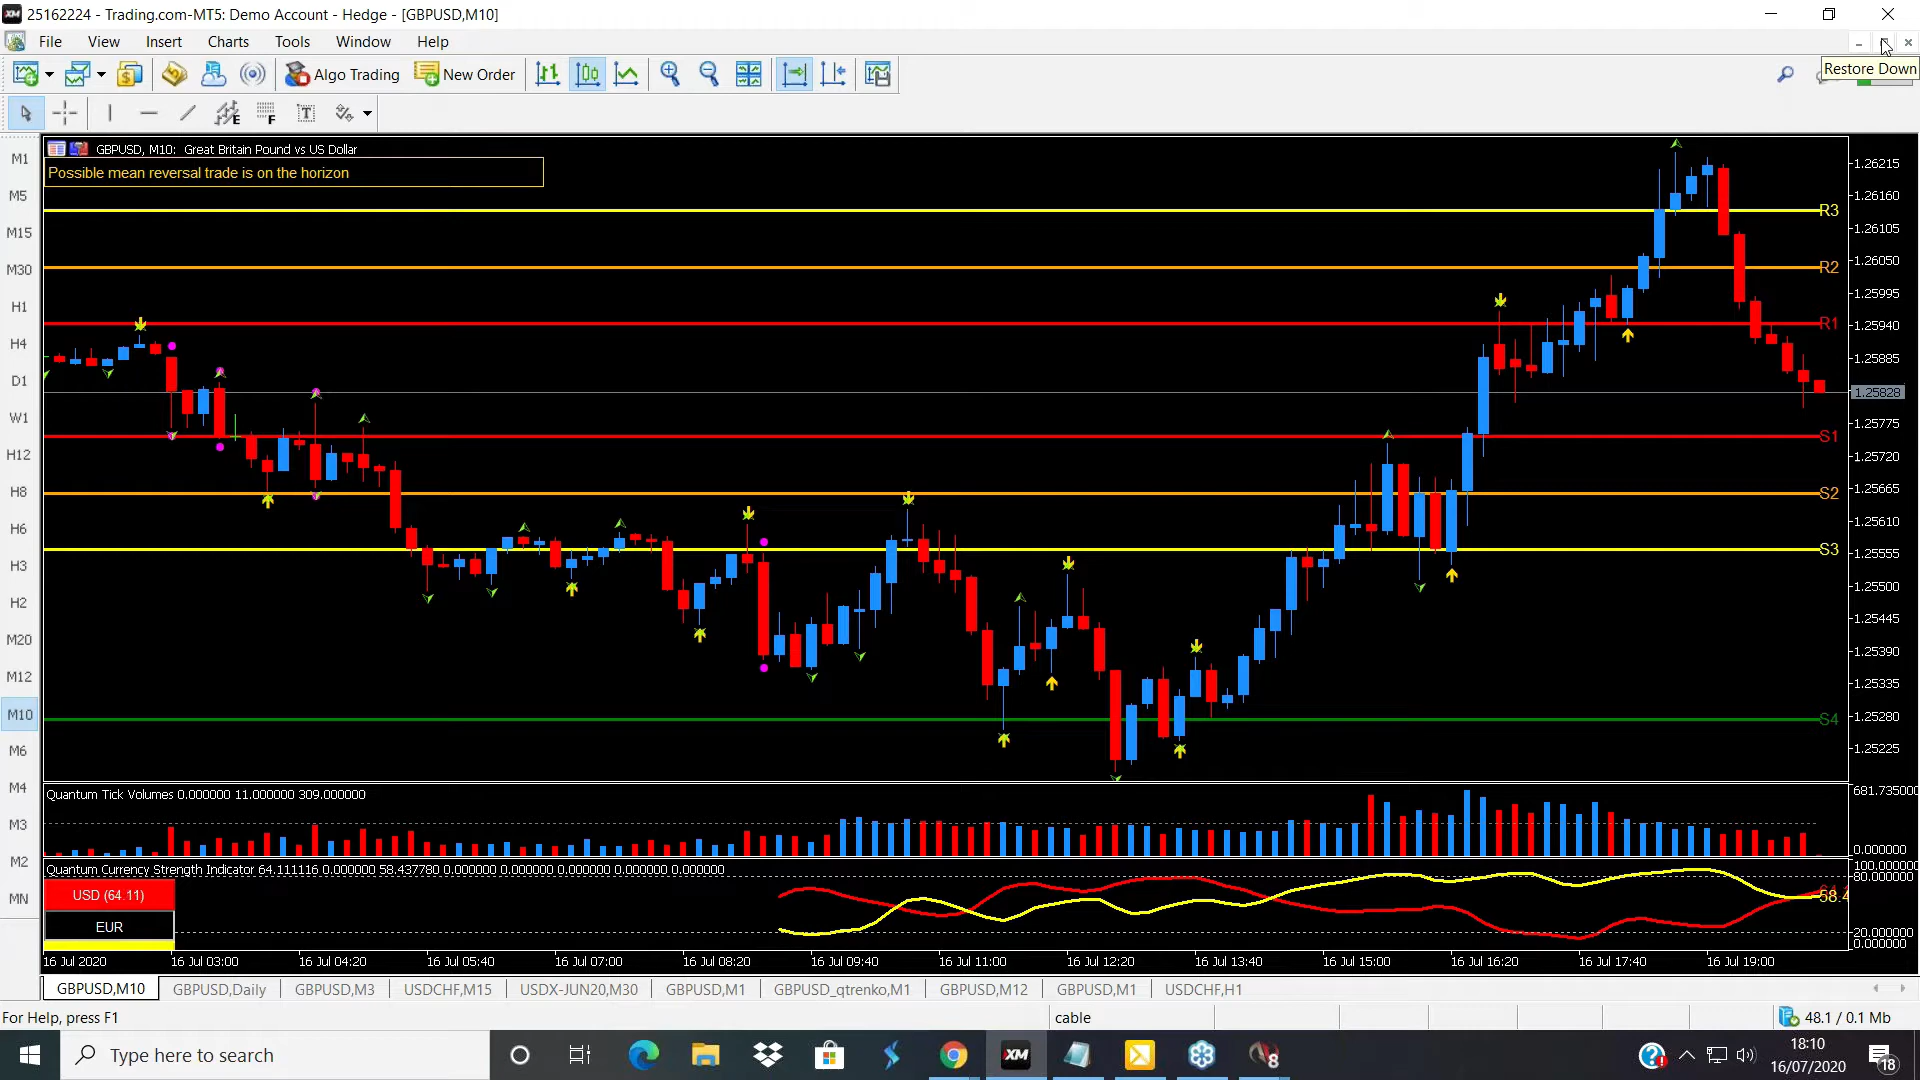 25162224 - Trading.com-MT5: Demo Account - Hedge - [GBPUSD,M10]
File View Insert Charts Tools Window Help
Restore Down
Algo Trading New Order
E F T
M1
M5
M15
M30
H1
H4
D1
W1
H12
H8
H6
H3
H2
M20
M12
M10
M6
M4
M3
M2
MN
GBPUSD, M10: Great Britain Pound vs US Dollar
Possible mean reversal trade is on the horizon
R3
R2
R1
S1
S2
S3
S4
1.26215
1.26160
1.26105
1.26050
1.25995
1.25940
1.25885
1.25828
1.25775
1.25720
1.25665
1.25610
1.25555
1.25500
1.25445
1.25390
1.25335
1.25280
1.25225
Quantum Tick Volumes 0.000000 11.000000 309.000000
681.735000
0.000000
Quantum Currency Strength Indicator 64.111116 0.000000 58.437780 0.000000 0.000000 0.000000 0.000000 0.000000
USD (64.11)
EUR
100.000000
80.000000
58.4
20.000000
0.000000
16 Jul 2020 16 Jul 03:00 16 Jul 04:20 16 Jul 05:40 16 Jul 07:00 16 Jul 08:20 16 Jul 09:40 16 Jul 11:00 16 Jul 12:20 16 Jul 13:40 16 Jul 15:00 16 Jul 16:20 16 Jul 17:40 16 Jul 19:00
GBPUSD,M10 GBPUSD,Daily GBPUSD,M3 USDCHF,M15 USDX-JUN20,M30 GBPUSD,M1 GBPUSD_qtrenko,M1 GBPUSD,M12 GBPUSD,M1 USDCHF,H1
For Help, press F1 cable 48.1 / 0.1 Mb
Type here to search
XM
8
18:10
16/07/2020
18